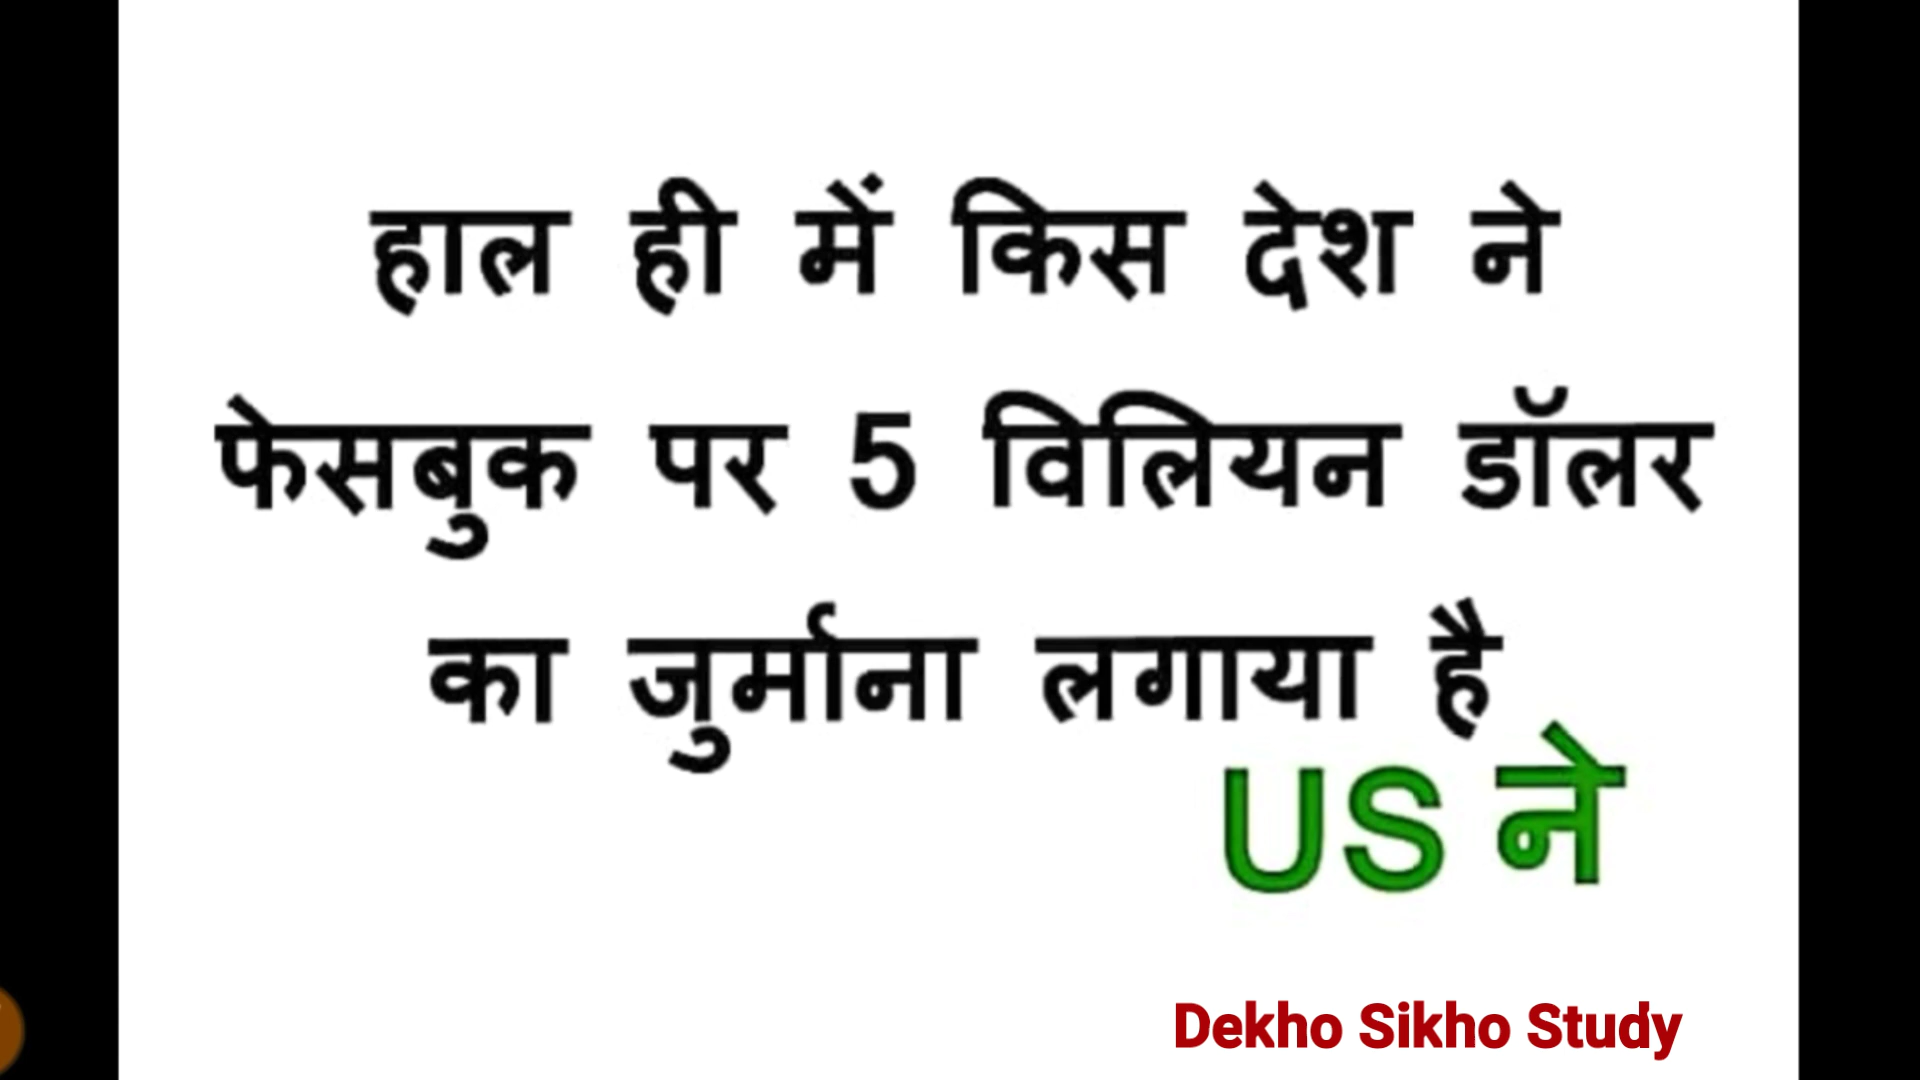 हाल ही में किस देश ने
फेसबुक पर 5 विलियन डॉलर
का जुर्माना लगाया है
US ने
Dekho Sikho Study